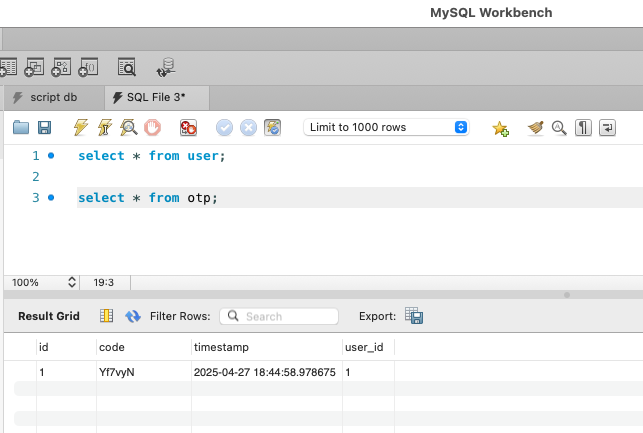 MySQL Workbench
script db
SQL File 3*
Limit to 1000 rows
1 select * from user;
2
3 select * from otp;
100% 19:3
Result Grid Filter Rows: Search Export:
id code timestamp user_id
1 Yf7vyN 2025-04-27 18:44:58.978675 1